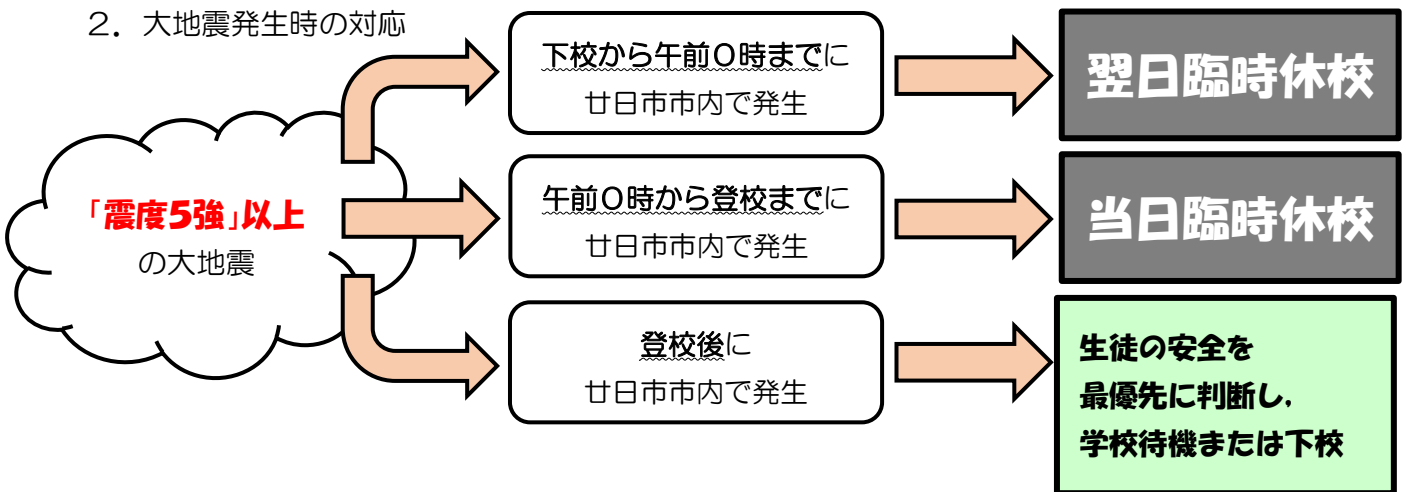 2．大地震発生時の対応
「震度5強」以上
の大地震
下校から午前０時までに
廿日市市内で発生
翌日臨時休校
午前０時から登校までに
廿日市市内で発生
当日臨時休校
登校後に
廿日市市内で発生
生徒の安全を
最優先に判断し，
学校待機または下校